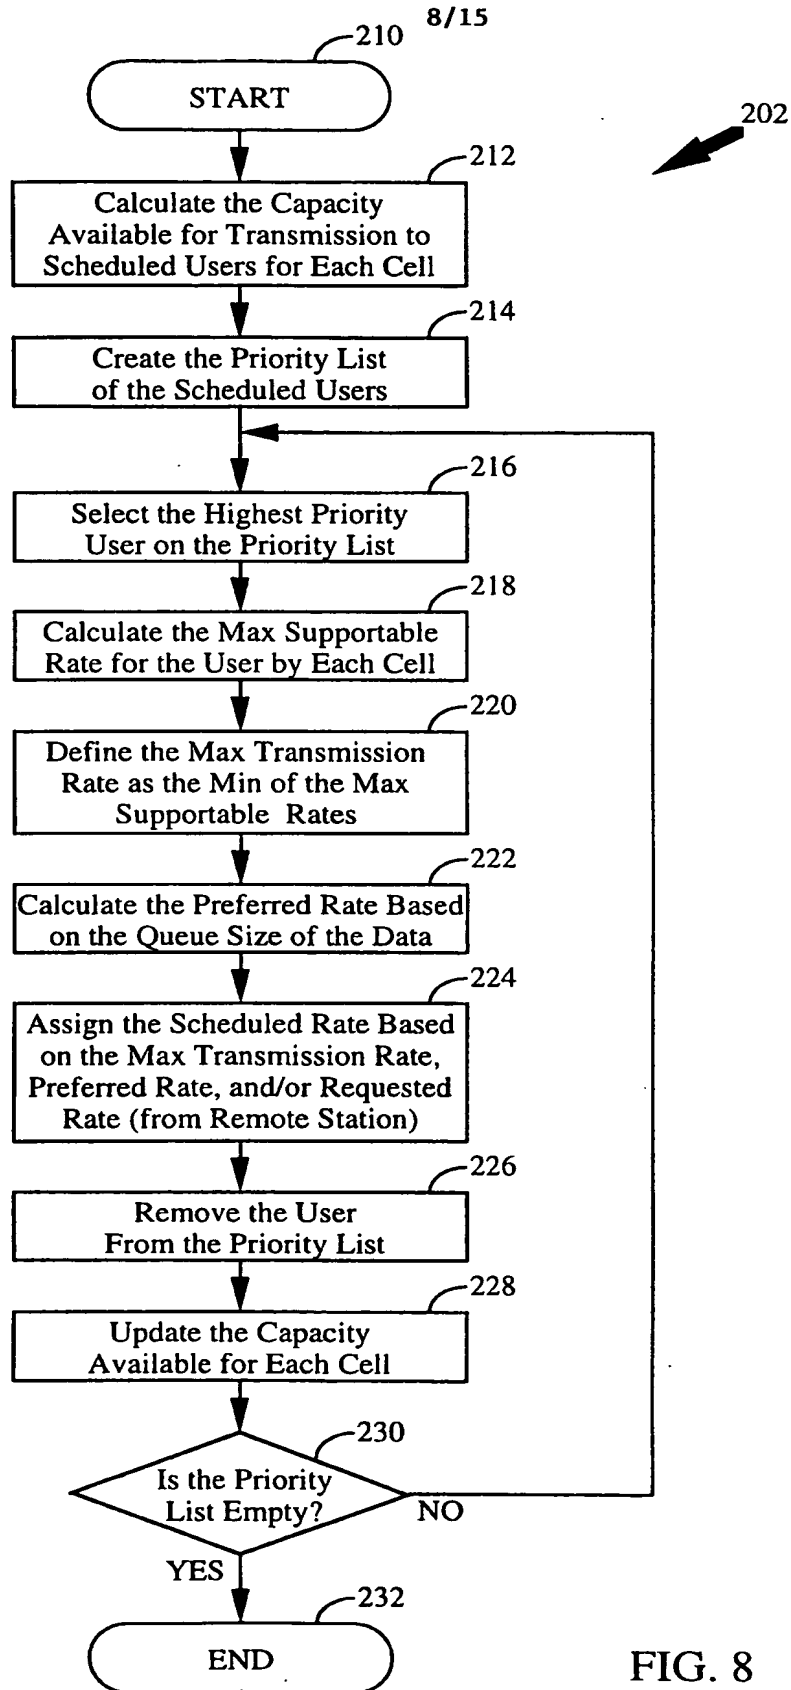 8/15
210
START
202
212
Calculate the Capacity
Available for Transmission to
Scheduled Users for Each Cell
214
Create the Priority List
of the Scheduled Users
216
Select the Highest Priority
User on the Priority List
218
Calculate the Max Supportable
Rate for the User by Each Cell
220
Define the Max Transmission
Rate as the Min of the Max
Supportable Rates
222
Calculate the Preferred Rate Based
on the Queue Size of the Data
224
Assign the Scheduled Rate Based
on the Max Transmission Rate,
Preferred Rate, and/or Requested
Rate (from Remote Station)
226
Remove the User
From the Priority List
228
Update the Capacity
Available for Each Cell
230
Is the Priority
List Empty?
NO
YES
232
END
FIG. 8